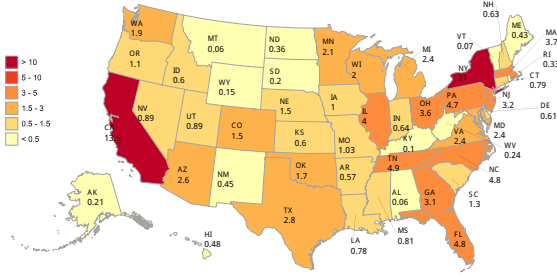 NH
0.63
ME
0.43
WA
1.9
VT
0.07
MA
3.7
MT
0.06
ND
0.36
MN
2.1
MI
2.4
RI
0.33
OR
1.1
> 10
5 - 10
3 - 5
1.5 - 3
0.5 - 1.5
< 0.5
ID
0.6
SD
0.2
WI
2
NY
11
CT
0.79
WY
0.15
NJ
3.2
PA
4.7
NE
1.5
IA
1
OH
3.6
DE
0.61
NV
0.89
UT
0.89
CO
1.5
IL
4
IN
0.64
CA
MD
2.4
KS
0.6
MO
1.03
KY
0.1
VA
2.4
WV
0.24
AZ
2.6
NM
0.45
OK
1.7
AR
0.57
TN
4.9
NC
4.8
AK
0.21
AL
0.06
GA
3.1
SC
1.3
TX
2.8
HI
0.48
LA
0.78
MS
0.81
FL
4.8